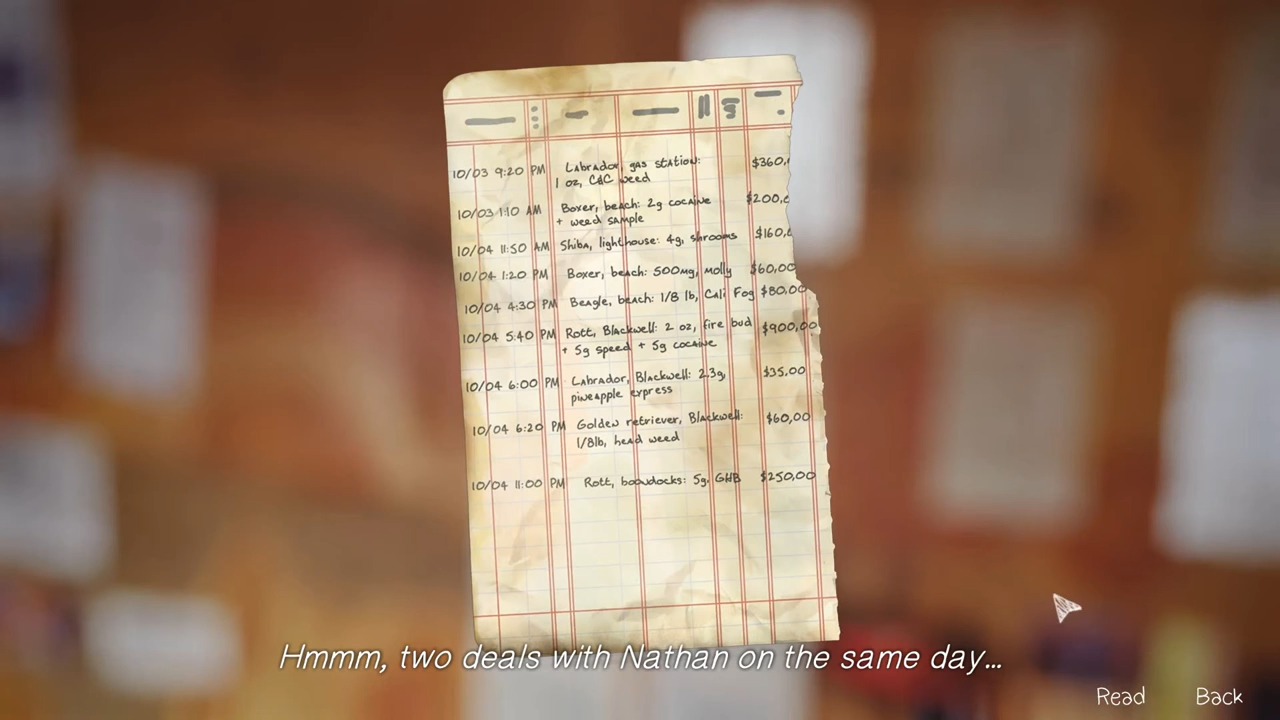 10/03 9:20 PM Labrador, gas station: $360,
1 oz, CBC weed
10/03 1:10 AM Boxer, beach: 2g cocaine $200,
+ weed sample
10/04 11:50 AM Shiba, lighthouse: 4g, shrooms $160,
10/04 1:20 PM Boxer, beach: 500mg, molly $60,00
10/04 4:30 PM Beagle, beach: 1/8 lb, Cali Fog $80,00
10/04 5:40 PM Rott, Blackwell: 2 oz, fire bud $900,00
+ 5g speed + 5g cocaine
10/04 6:00 PM Labrador, Blackwell: 2.3g, $35,00
pineapple express
10/04 6:20 PM Golden retriever, Blackwell: $60,00
1/8lb, head weed
10/04 11:00 PM Rott, boowdocks: 5g. GHB $250,00
Hmmm, two deals with Nathan on the same day...
Read Back